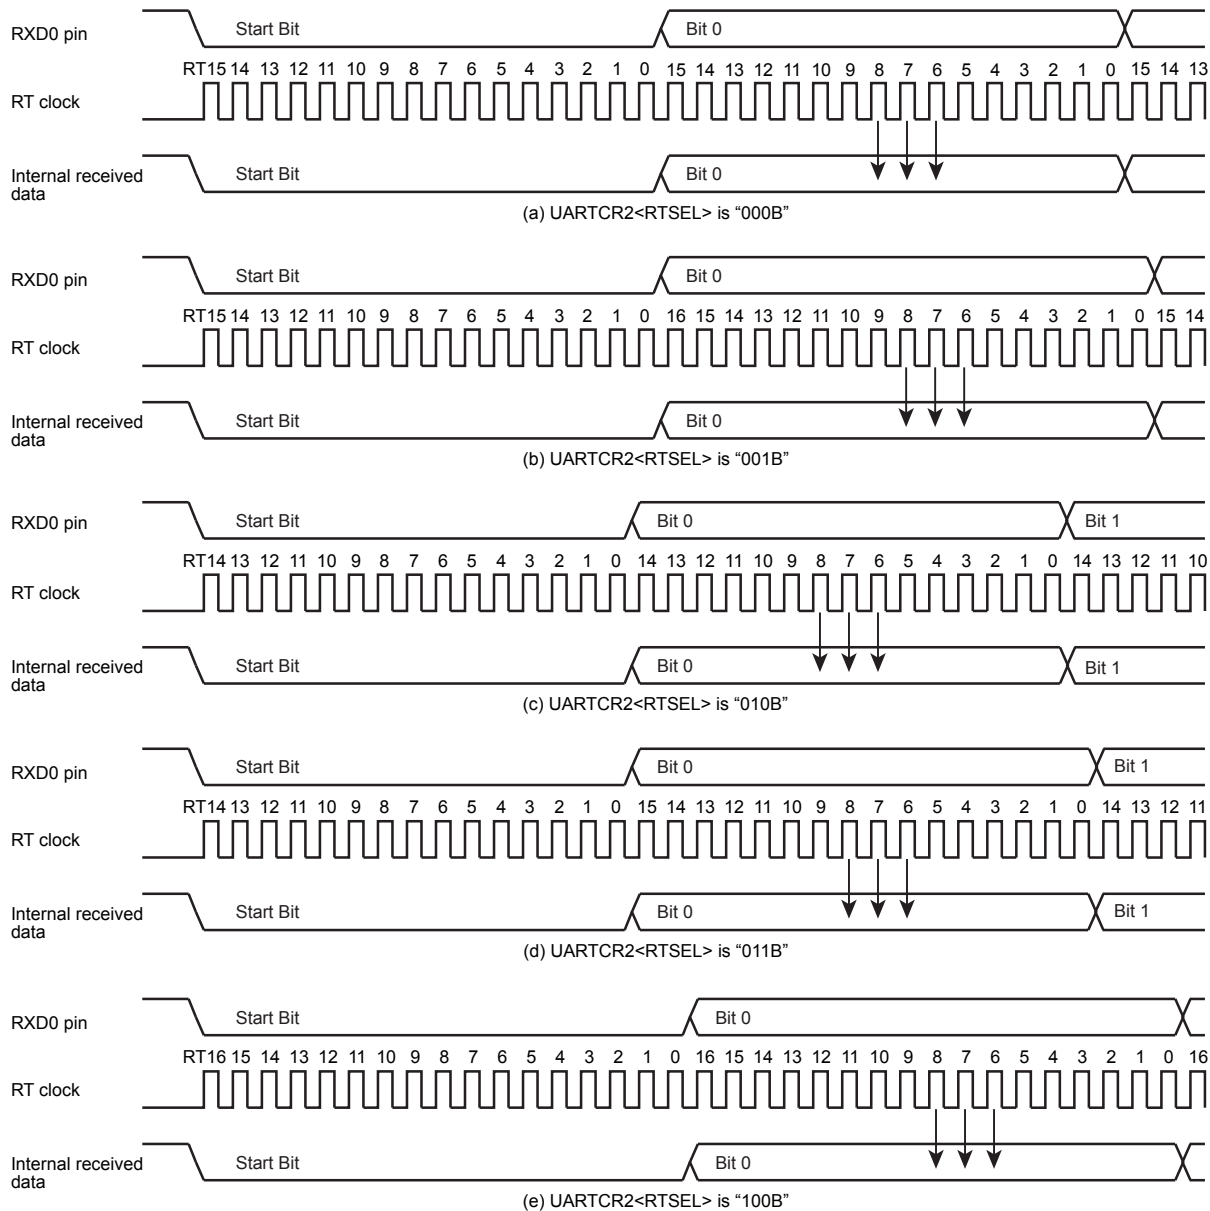 RXD0 pin
Start Bit
Bit 0
RT15 14 13 12 11 10 9 8 7 6 5 4 3 2 1 0 15 14 13 12 11 10 9 8 7 6 5 4 3 2 1 0 15 14 13
RT clock
Internal received
data
Start Bit
Bit 0
(a) UARTCR2<RTSEL> is “000B”
RXD0 pin
Start Bit
Bit 0
RT15 14 13 12 11 10 9 8 7 6 5 4 3 2 1 0 16 15 14 13 12 11 10 9 8 7 6 5 4 3 2 1 0 15 14
RT clock
Internal received
data
Start Bit
Bit 0
(b) UARTCR2<RTSEL> is “001B”
RXD0 pin
Start Bit
Bit 0
Bit 1
RT14 13 12 11 10 9 8 7 6 5 4 3 2 1 0 14 13 12 11 10 9 8 7 6 5 4 3 2 1 0 14 13 12 11 10
RT clock
Internal received
data
Start Bit
Bit 0
Bit 1
(c) UARTCR2<RTSEL> is “010B”
RXD0 pin
Start Bit
Bit 0
Bit 1
RT14 13 12 11 10 9 8 7 6 5 4 3 2 1 0 15 14 13 12 11 10 9 8 7 6 5 4 3 2 1 0 14 13 12 11
RT clock
Internal received
data
Start Bit
Bit 0
Bit 1
(d) UARTCR2<RTSEL> is “011B”
RXD0 pin
Start Bit
Bit 0
RT16 15 14 13 12 11 10 9 8 7 6 5 4 3 2 1 0 16 15 14 13 12 11 10 9 8 7 6 5 4 3 2 1 0 16
RT clock
Internal received
data
Start Bit
Bit 0
(e) UARTCR2<RTSEL> is “100B”